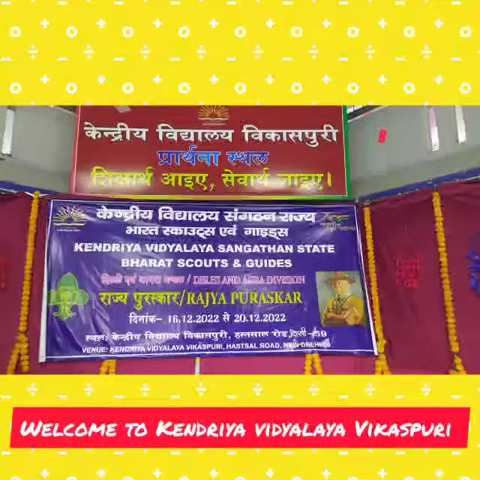 केन्द्रीय विद्यालय विकासपुरी
प्रार्थना स्थल
शिक्षार्थ आइए, सेवार्थ जाइए।
केन्द्रीय विद्यालय संगठन राज्य
भारत स्काउट्स एवं गाइड्स
KENDRIYA VIDYALAYA SANGATHAN STATE
BHARAT SCOUTS & GUIDES
दिल्ली एवं आगरा संभाग / DELHI AND AGRA DIVISION
राज्य पुरस्कार/RAJYA PURASKAR
दिनांक- 16.12.2022 से 20.12.2022
स्थल: केन्द्रीय विद्यालय विकासपुरी, हस्तसाल रोड,
VENUE: KENDRIYA VIDYALAYA VIKASPURI, HASTSAL ROAD, NEW DELHI
WELCOME TO KENDRIYA VIDYALAYA VIKASPURI